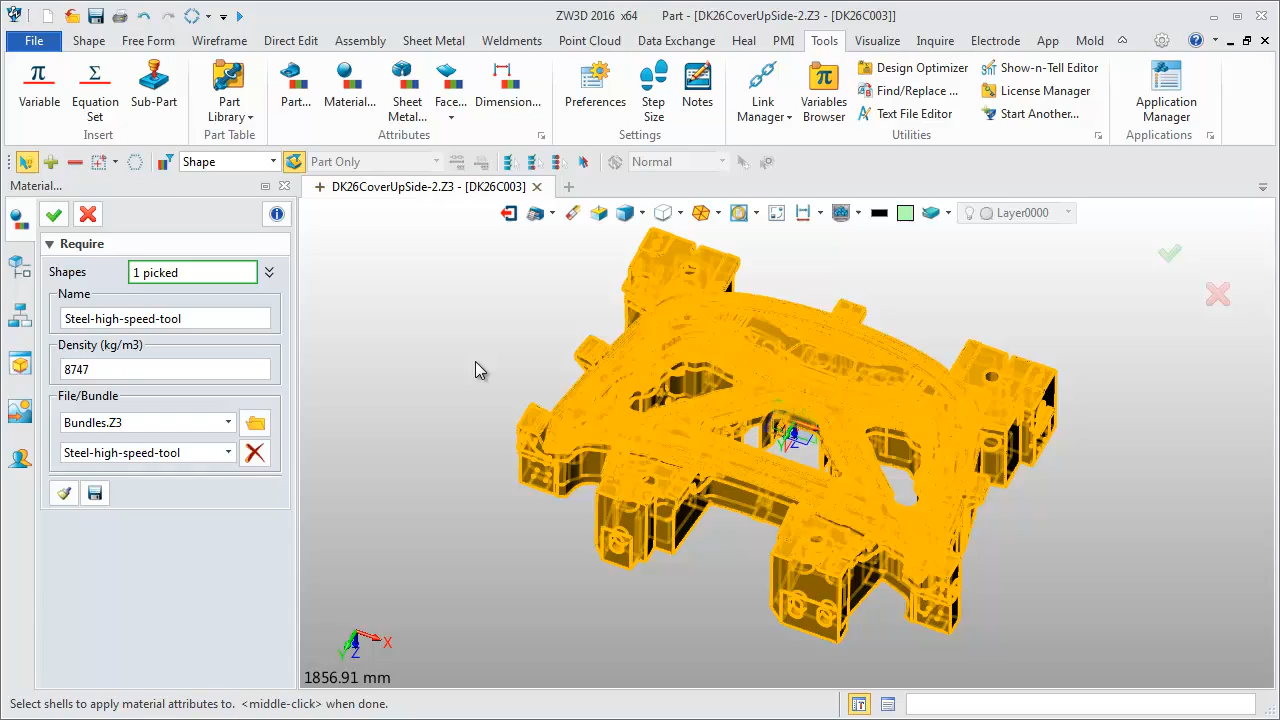 ZW3D 2016 x64 Part - [DK26CoverUpSide-2.Z3 - [DK26C003]]
File Shape Free Form Wireframe Direct Edit Assembly Sheet Metal Weldments Point Cloud Data Exchange Heal PMI Tools Visualize Inquire Electrode App Mold
Variable Equation Set Sub-Part Part Library Part... Material... Sheet Metal... Face... Dimension... Preferences Step Size Notes Link Manager Variables Browser Design Optimizer Show-n-Tell Editor Application Manager
Find/Replace ... License Manager
Text File Editor Start Another...
Insert Part Table Attributes Settings Utilities Applications
Shape Part Only Normal
Material... DK26CoverUpSide-2.Z3 - [DK26C003]
Layer0000
Require
Shapes 1 picked
Name
Steel-high-speed-tool
Density (kg/m3)
8747
File/Bundle
Bundles.Z3
Steel-high-speed-tool
X
Y
Z
1856.91 mm
Select shells to apply material attributes to. <middle-click> when done.